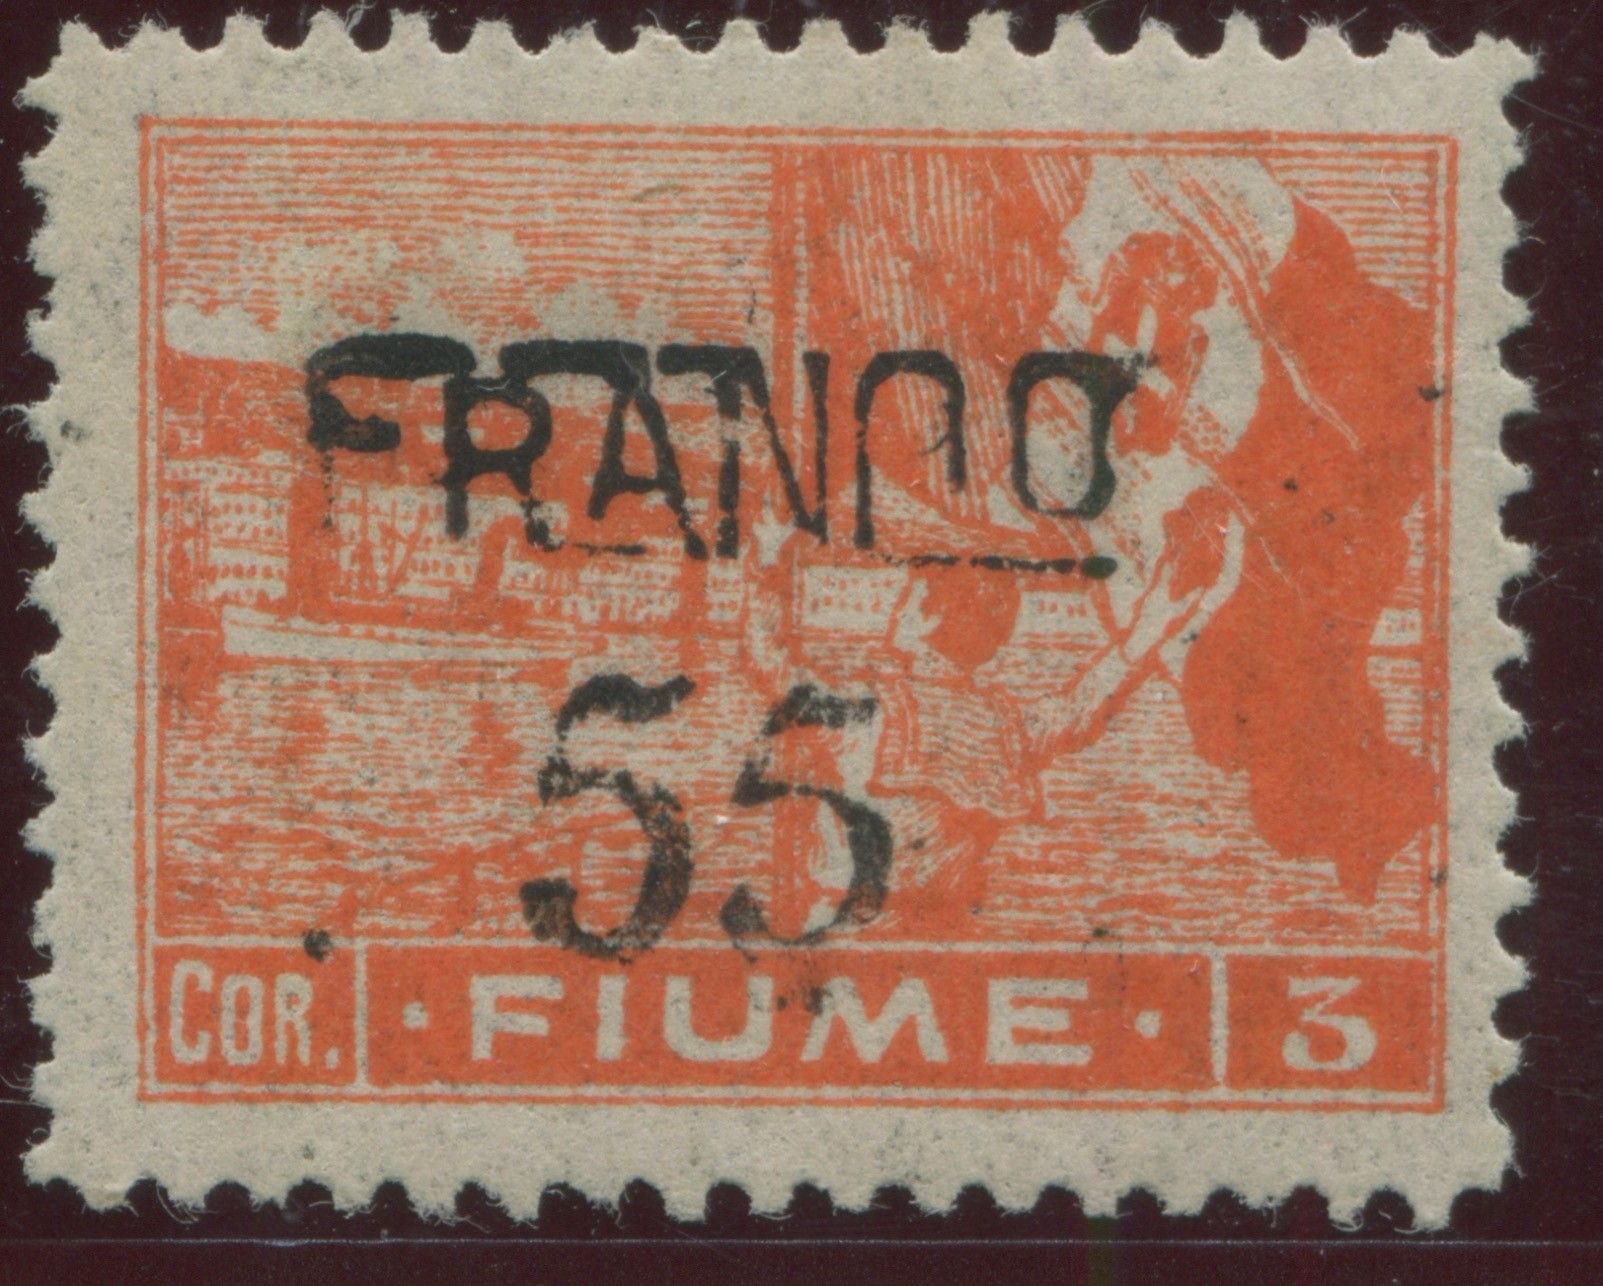 FRANCO
55
COR. · FIUME · 3